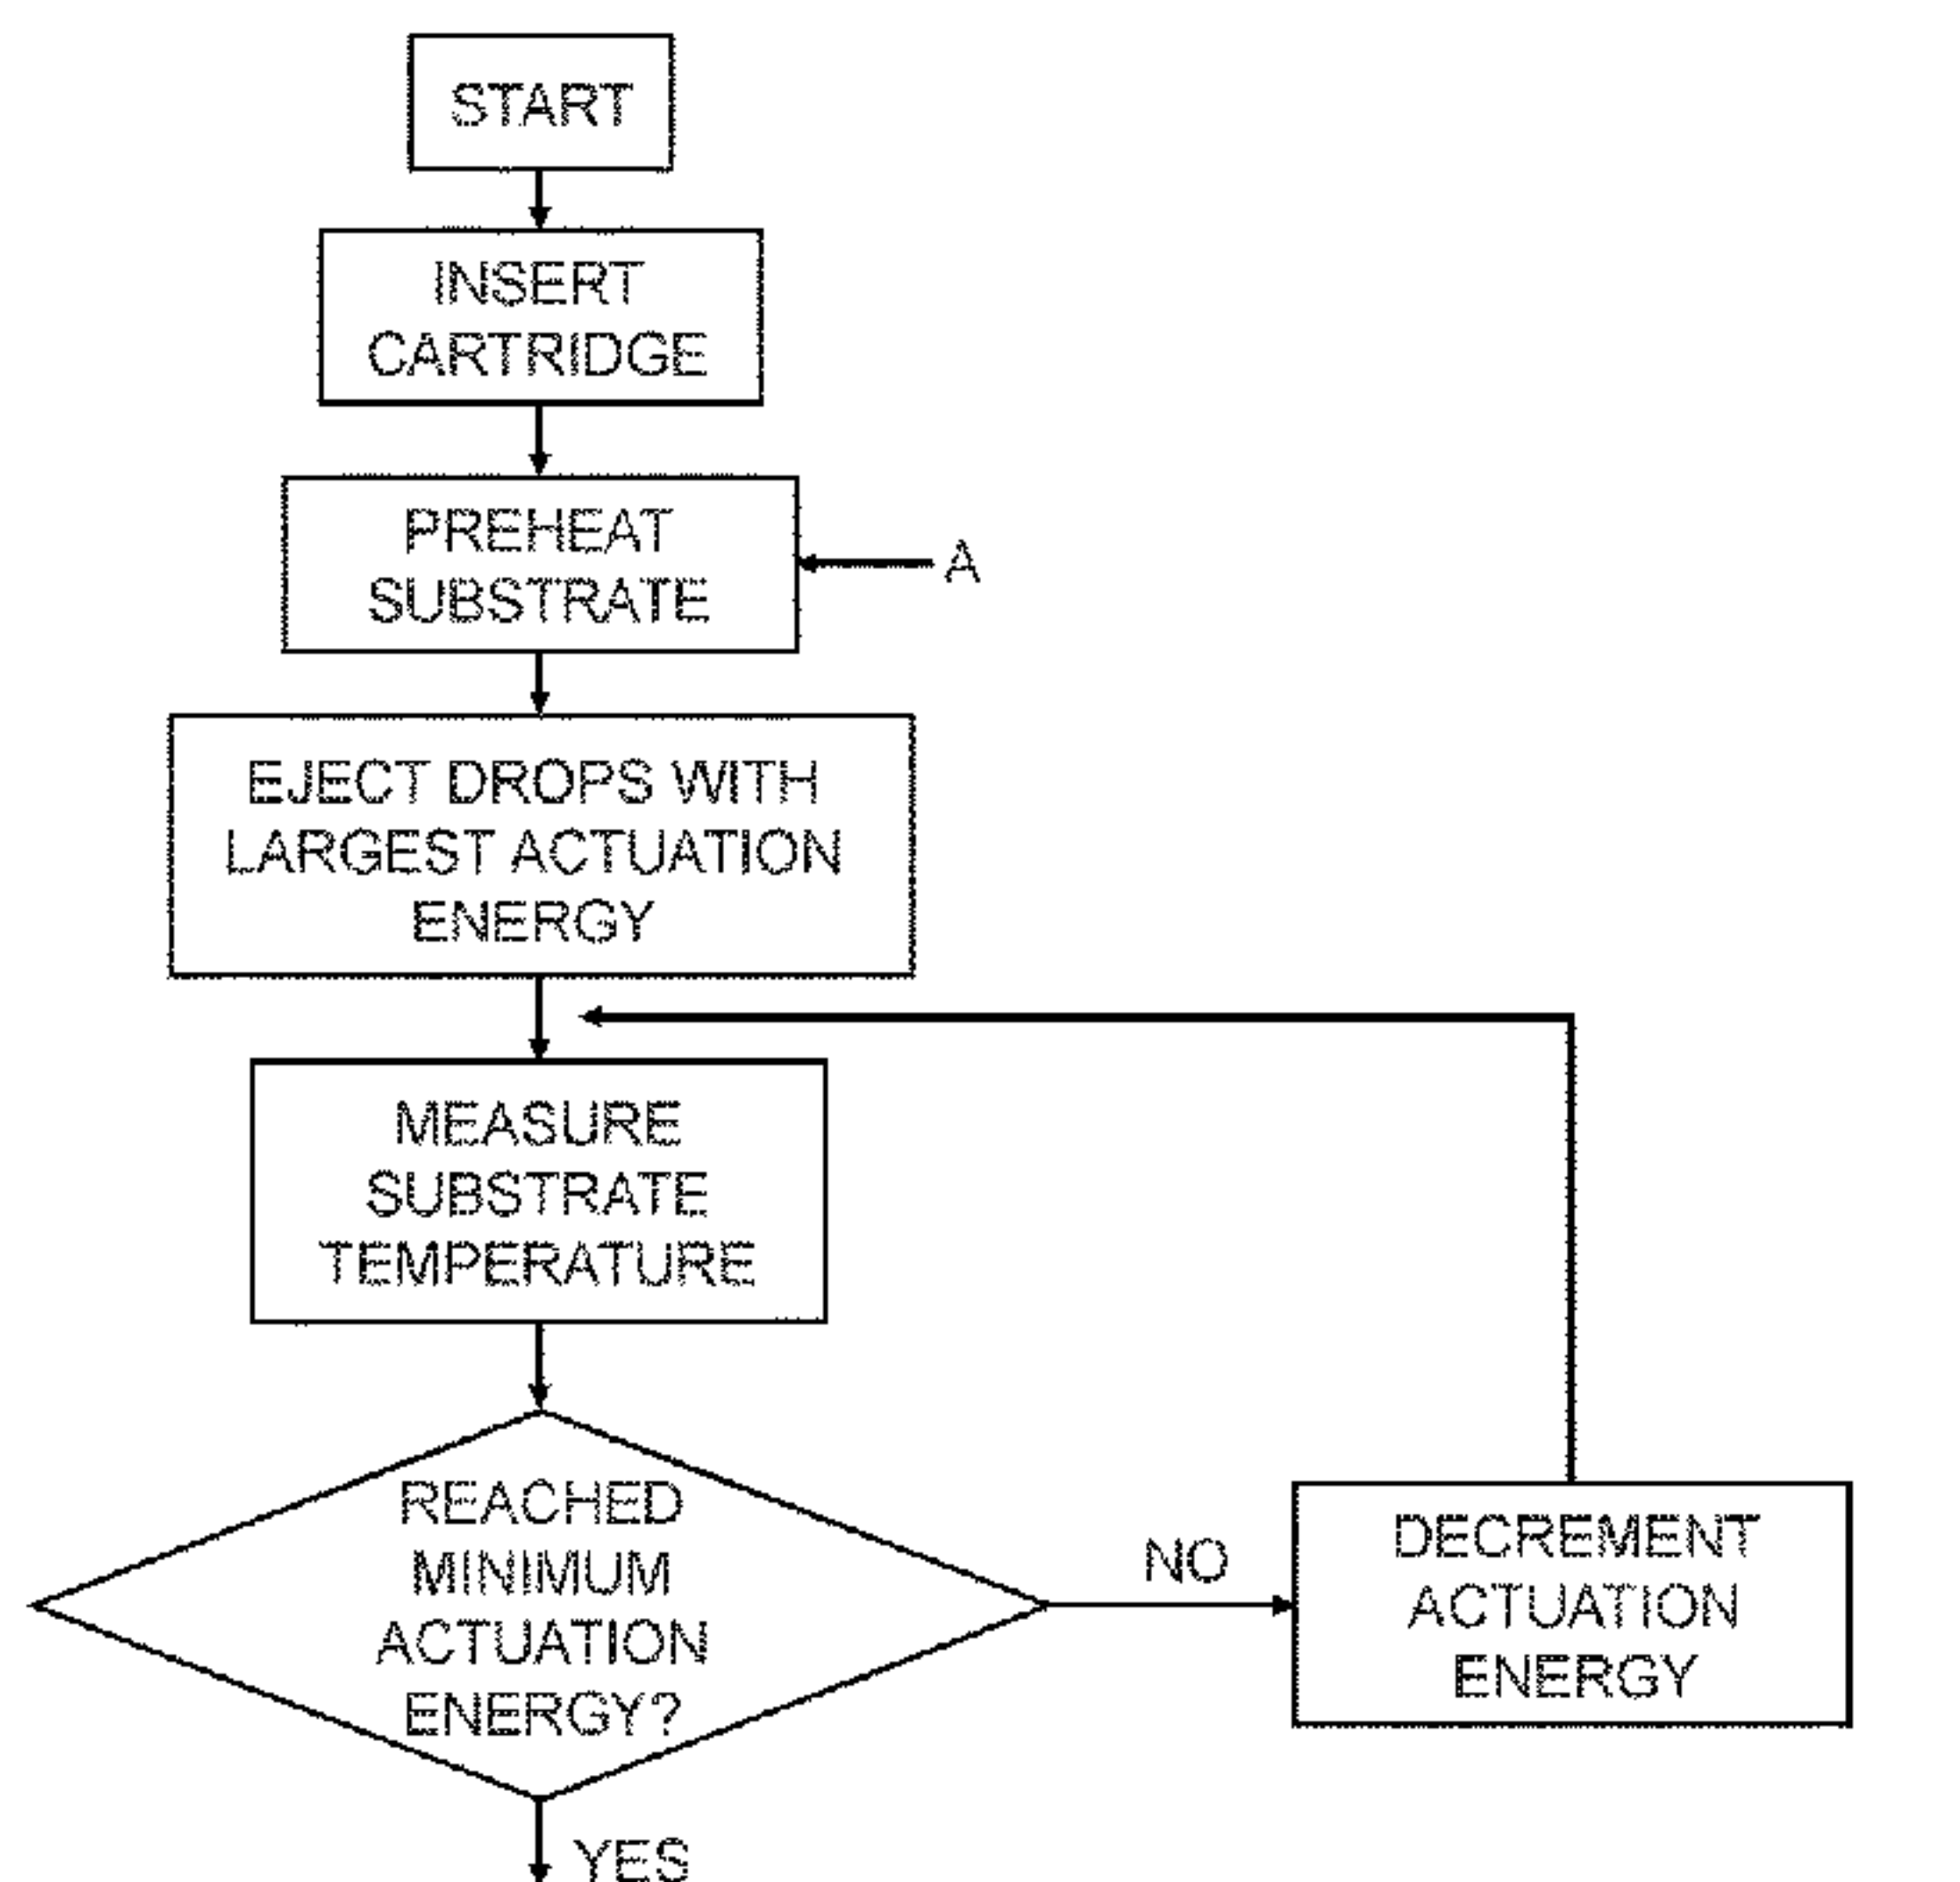 START
INSERT
CARTRIDGE
PREHEAT
SUBSTRATE
A
EJECT DROPS WITH
LARGEST ACTUATION
ENERGY
MEASURE
SUBSTRATE
TEMPERATURE
REACHED
MINIMUM
ACTUATION
ENERGY?
NO
DECREMENT
ACTUATION
ENERGY
YES